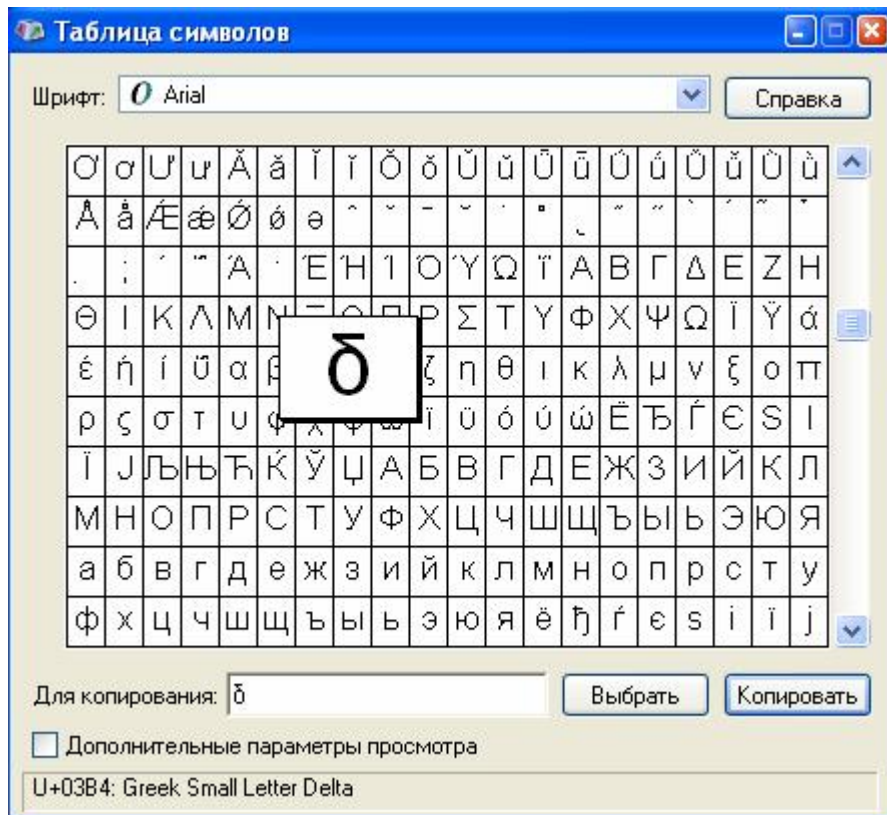 Таблица символов
Шрифт: O Arial Справка
Ơ ơ Ư ư Ǎ ǎ Ǐ ǐ Ǒ ǒ Ǔ ǔ Ǖ ǖ Ǘ ǘ Ǚ ǚ Ǜ ǜ
Ǻ ǻ Ǽ ǽ Ǿ ǿ ə ˆ ˇ ˉ ˘ ˙ ˚ ˛ ˜ ˝
. ; ΄ ΅ Ά · Έ Ή Ί Ό Ύ Ώ ΐ Α Β Γ Δ Ε Ζ Η
Θ Ι Κ Λ Μ Ν Ρ Σ Τ Υ Φ Χ Ψ Ω Ϊ Ϋ ά
έ ή ί ΰ α β δ ζ η θ ι κ λ μ ν ξ ο π
ρ ς σ τ υ φ χ ψ ω ϊ ϋ ό ύ ώ Ё Ђ Ѓ Є Ѕ І
Ї Ј Љ Њ Ћ Ќ Ў Џ А Б В Г Д Е Ж З И Й К Л
М Н О П Р С Т У Ф Х Ц Ч Ш Щ Ъ Ы Ь Э Ю Я
а б в г д е ж з и й к л м н о п р с т у
ф х ц ч ш щ ъ ы ь э ю я ё ђ ѓ є ѕ і ї ј
Для копирования: δ Выбрать Копировать
Дополнительные параметры просмотра
U+03B4: Greek Small Letter Delta